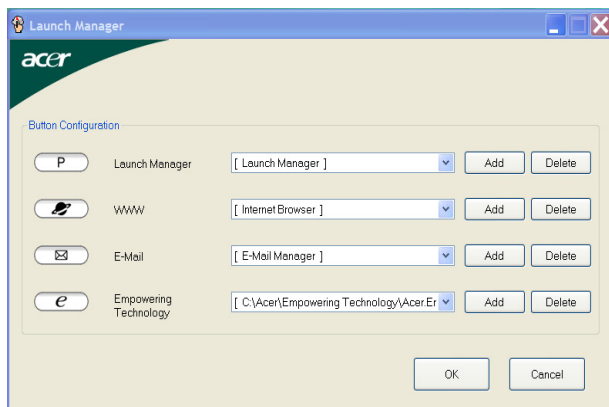 Launch Manager
acer
Button Configuration
P Launch Manager [ Launch Manager ] Add Delete
WWW [ Internet Browser ] Add Delete
E-Mail [ E-Mail Manager ] Add Delete
e Empowering Technology [ C:\Acer\Empowering Technology\Acer.Er Add Delete
OK Cancel